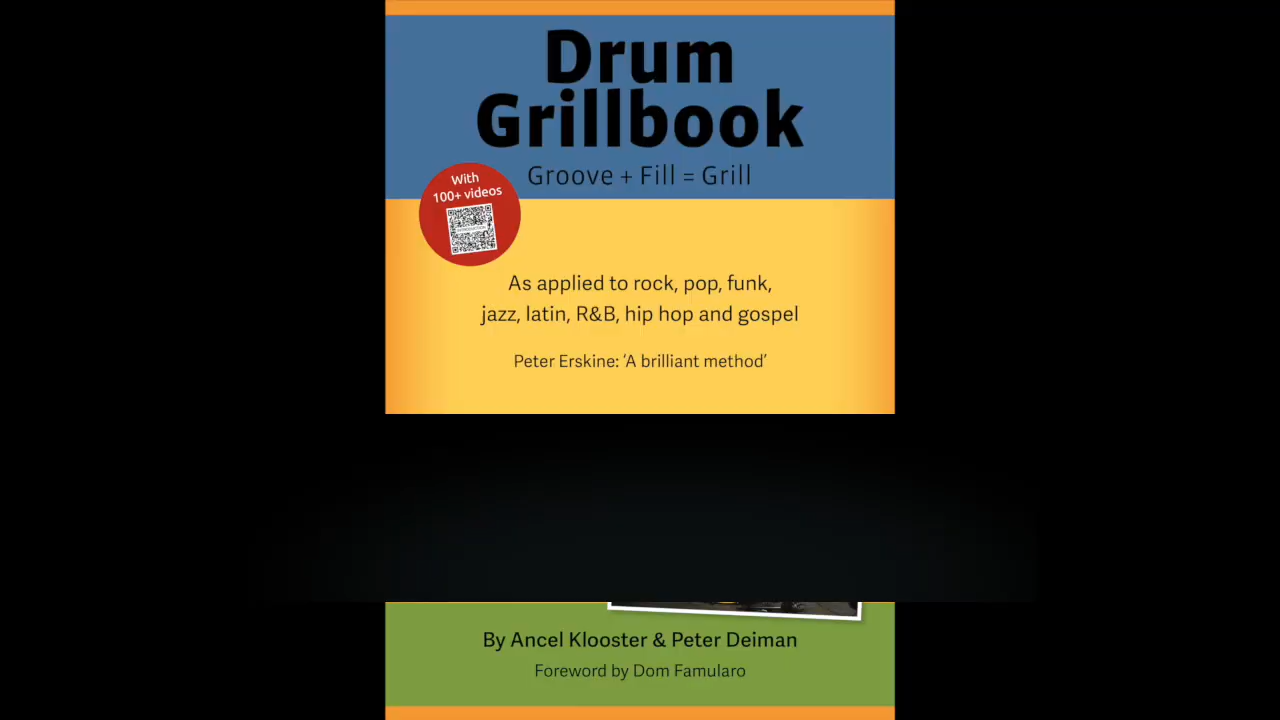 Drum
Grillbook
Groove + Fill = Grill
With
100+ videos
As applied to rock, pop, funk,
jazz, latin, R&B, hip hop and gospel
Peter Erskine: ‘A brilliant method’
By Ancel Klooster & Peter Deiman
Foreword by Dom Famularo